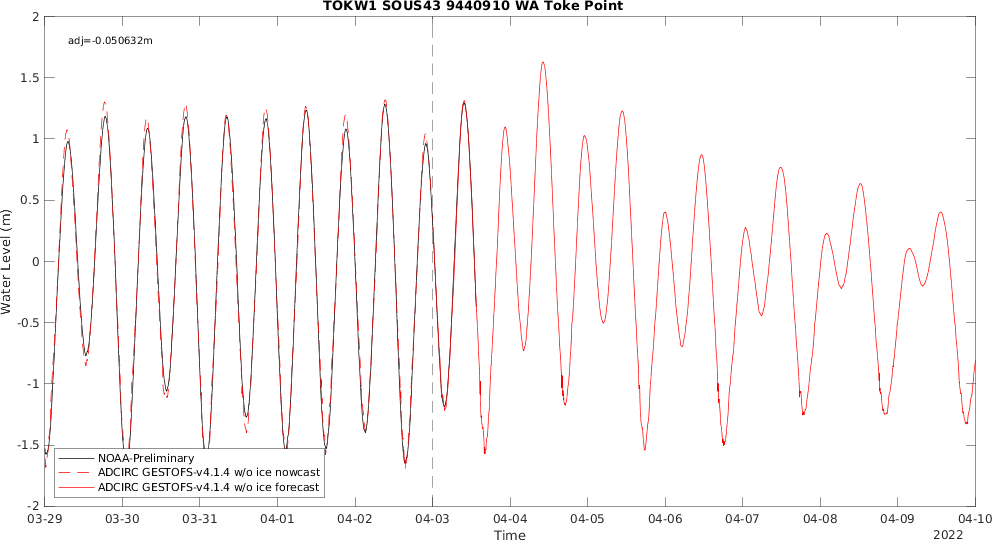 TOKW1 SOUS43 9440910 WA Toke Point
adj=-0.050632m
Water Level (m)
2
1.5
1
0.5
0
-0.5
-1
-1.5
-2
NOAA-Preliminary
ADCIRC GESTOFS-v4.1.4 w/o ice nowcast
ADCIRC GESTOFS-v4.1.4 w/o ice forecast
03-29 03-30 03-31 04-01 04-02 04-03 04-04 04-05 04-06 04-07 04-08 04-09 04-10
Time
2022